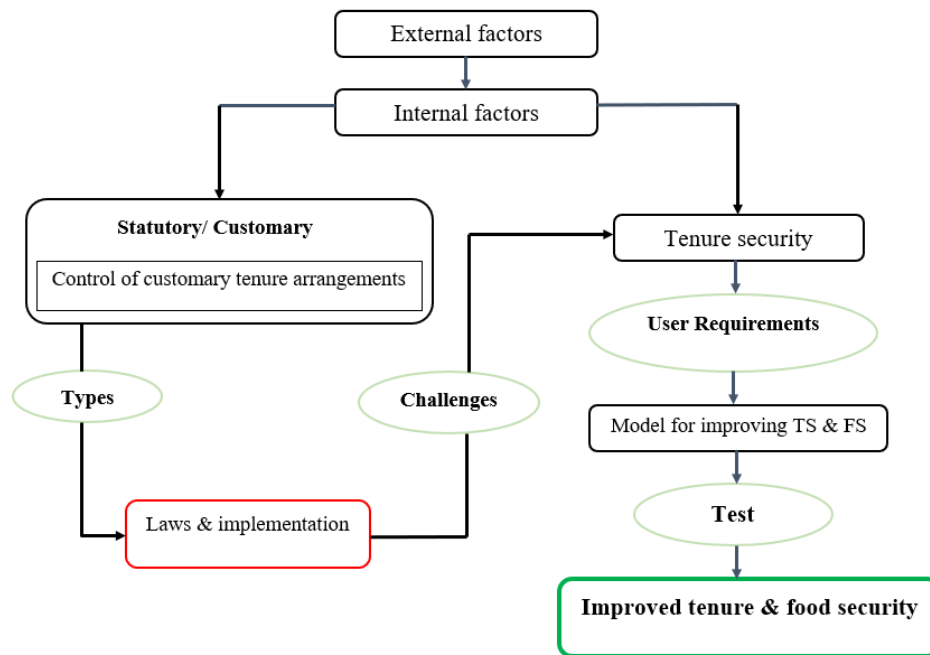 External factors
Internal factors
Statutory/ Customary
Control of customary tenure arrangements
Tenure security
User Requirements
Types
Challenges
Model for improving TS & FS
Laws & implementation
Test
Improved tenure & food security